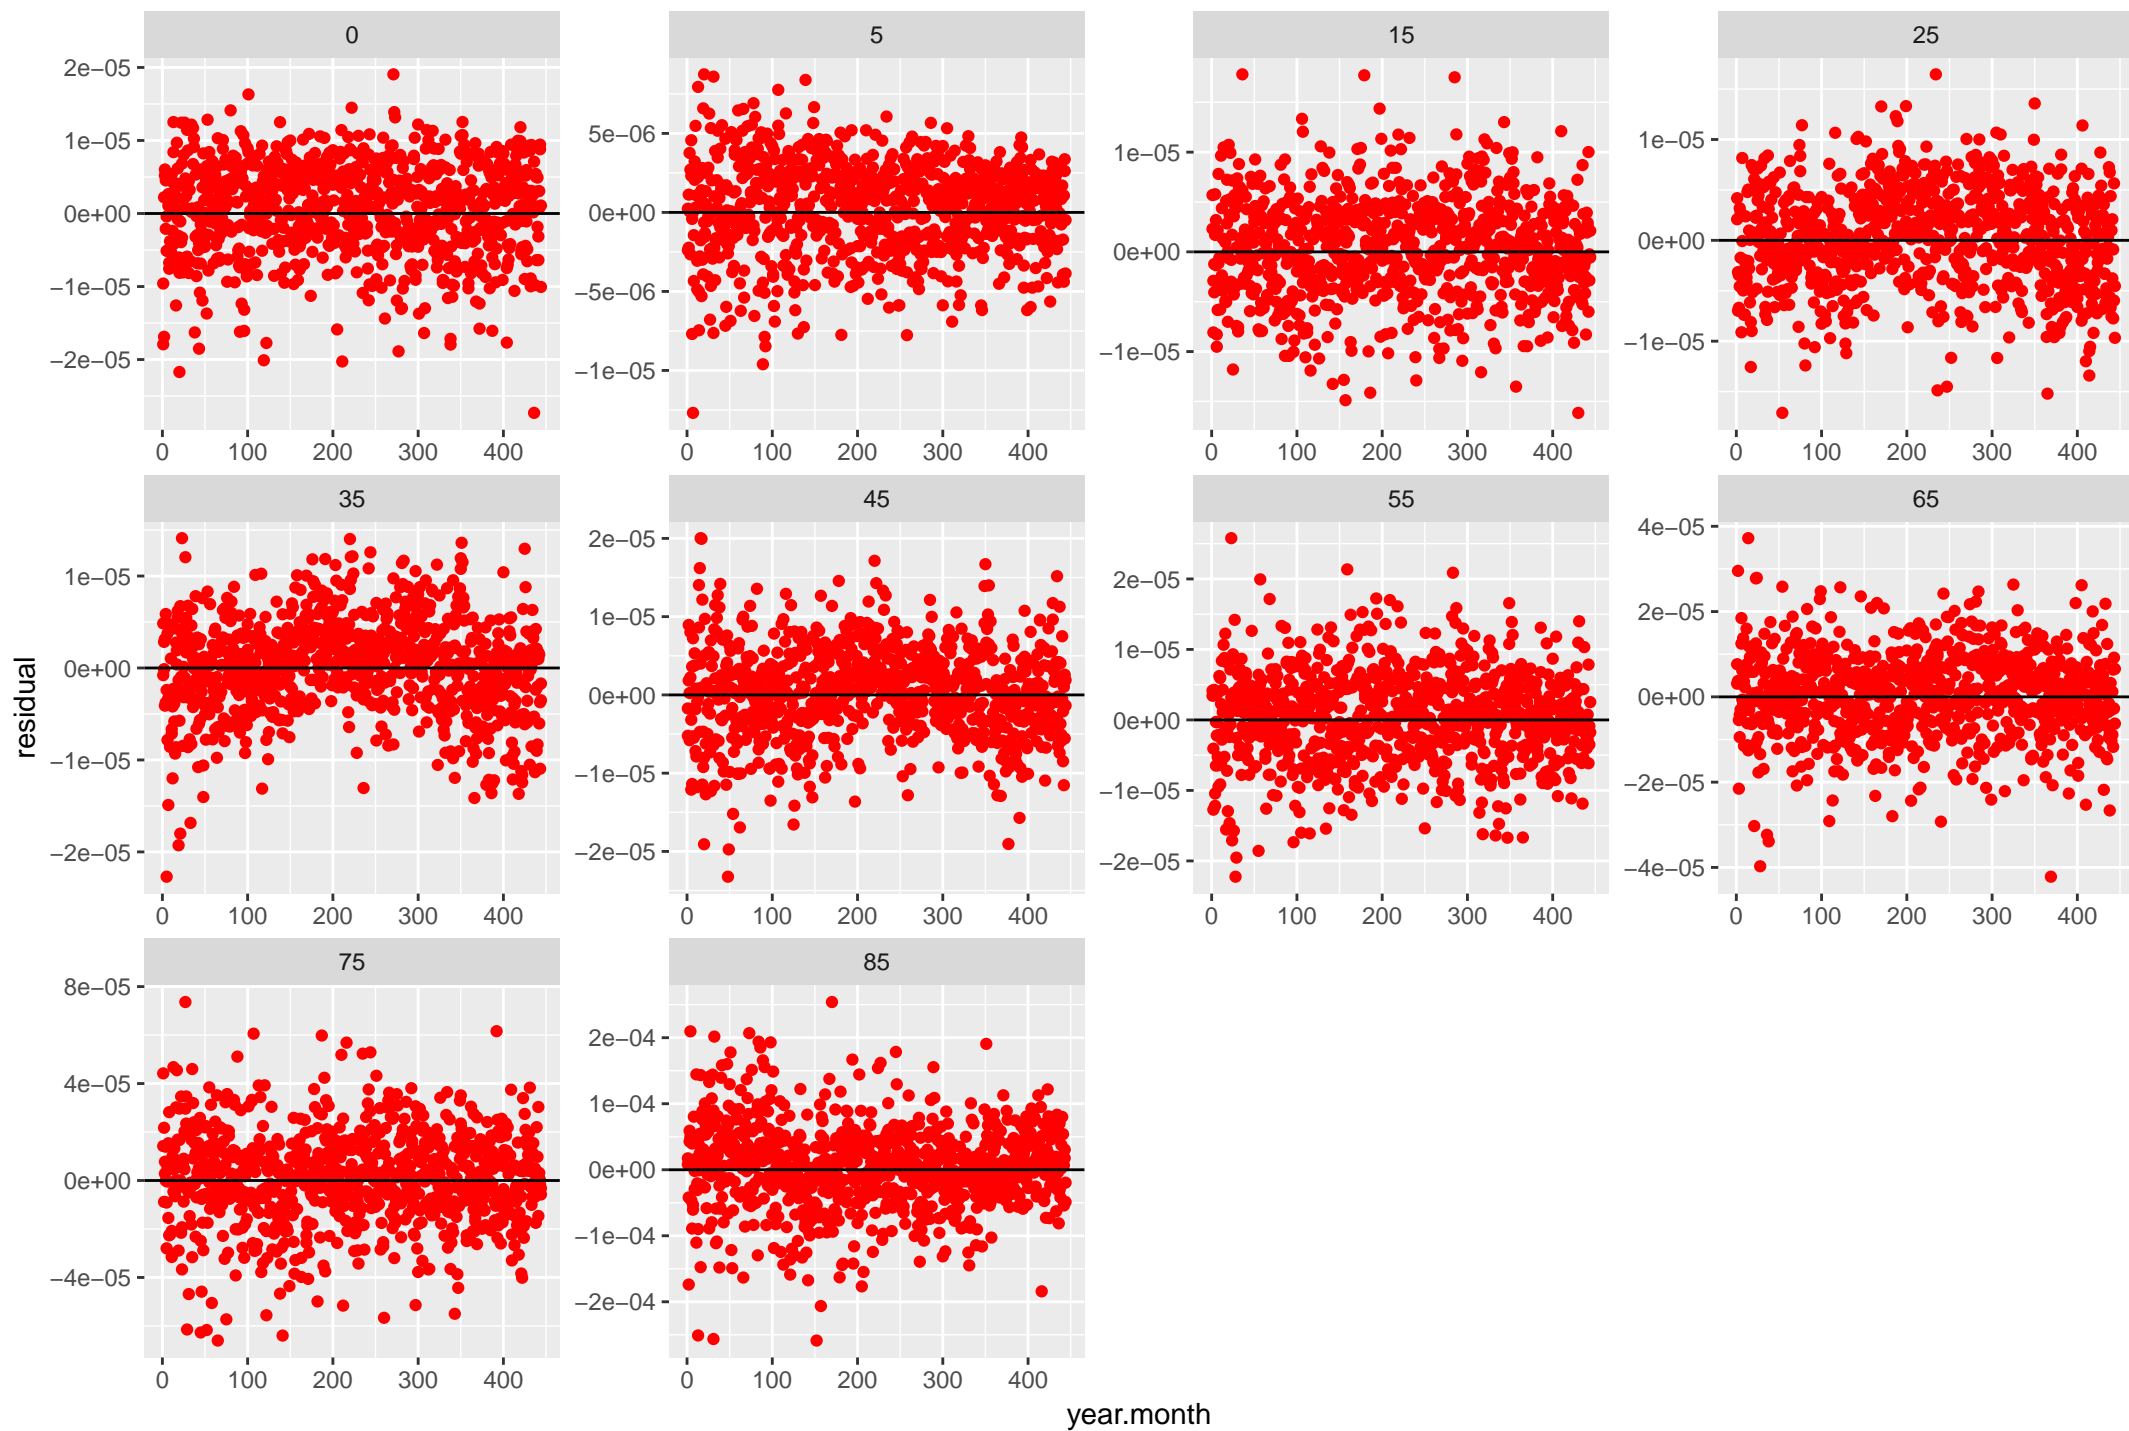 0 5 15 25
2e−05 1e−05 0e+00 −1e−05 −2e−05
5e−06 0e+00 −5e−06 −1e−05
1e−05 0e+00 −1e−05
1e−05 0e+00 −1e−05
0 100 200 300 400 0 100 200 300 400 0 100 200 300 400 0 100 200 300 400
35 45 55 65
1e−05 0e+00 −1e−05 −2e−05
2e−05 1e−05 0e+00 −1e−05 −2e−05
2e−05 1e−05 0e+00 −1e−05 −2e−05
4e−05 2e−05 0e+00 −2e−05 −4e−05
residual
0 100 200 300 400 0 100 200 300 400 0 100 200 300 400 0 100 200 300 400
75 85
8e−05 4e−05 0e+00 −4e−05
2e−04 1e−04 0e+00 −1e−04 −2e−04
0 100 200 300 400 0 100 200 300 400
year.month